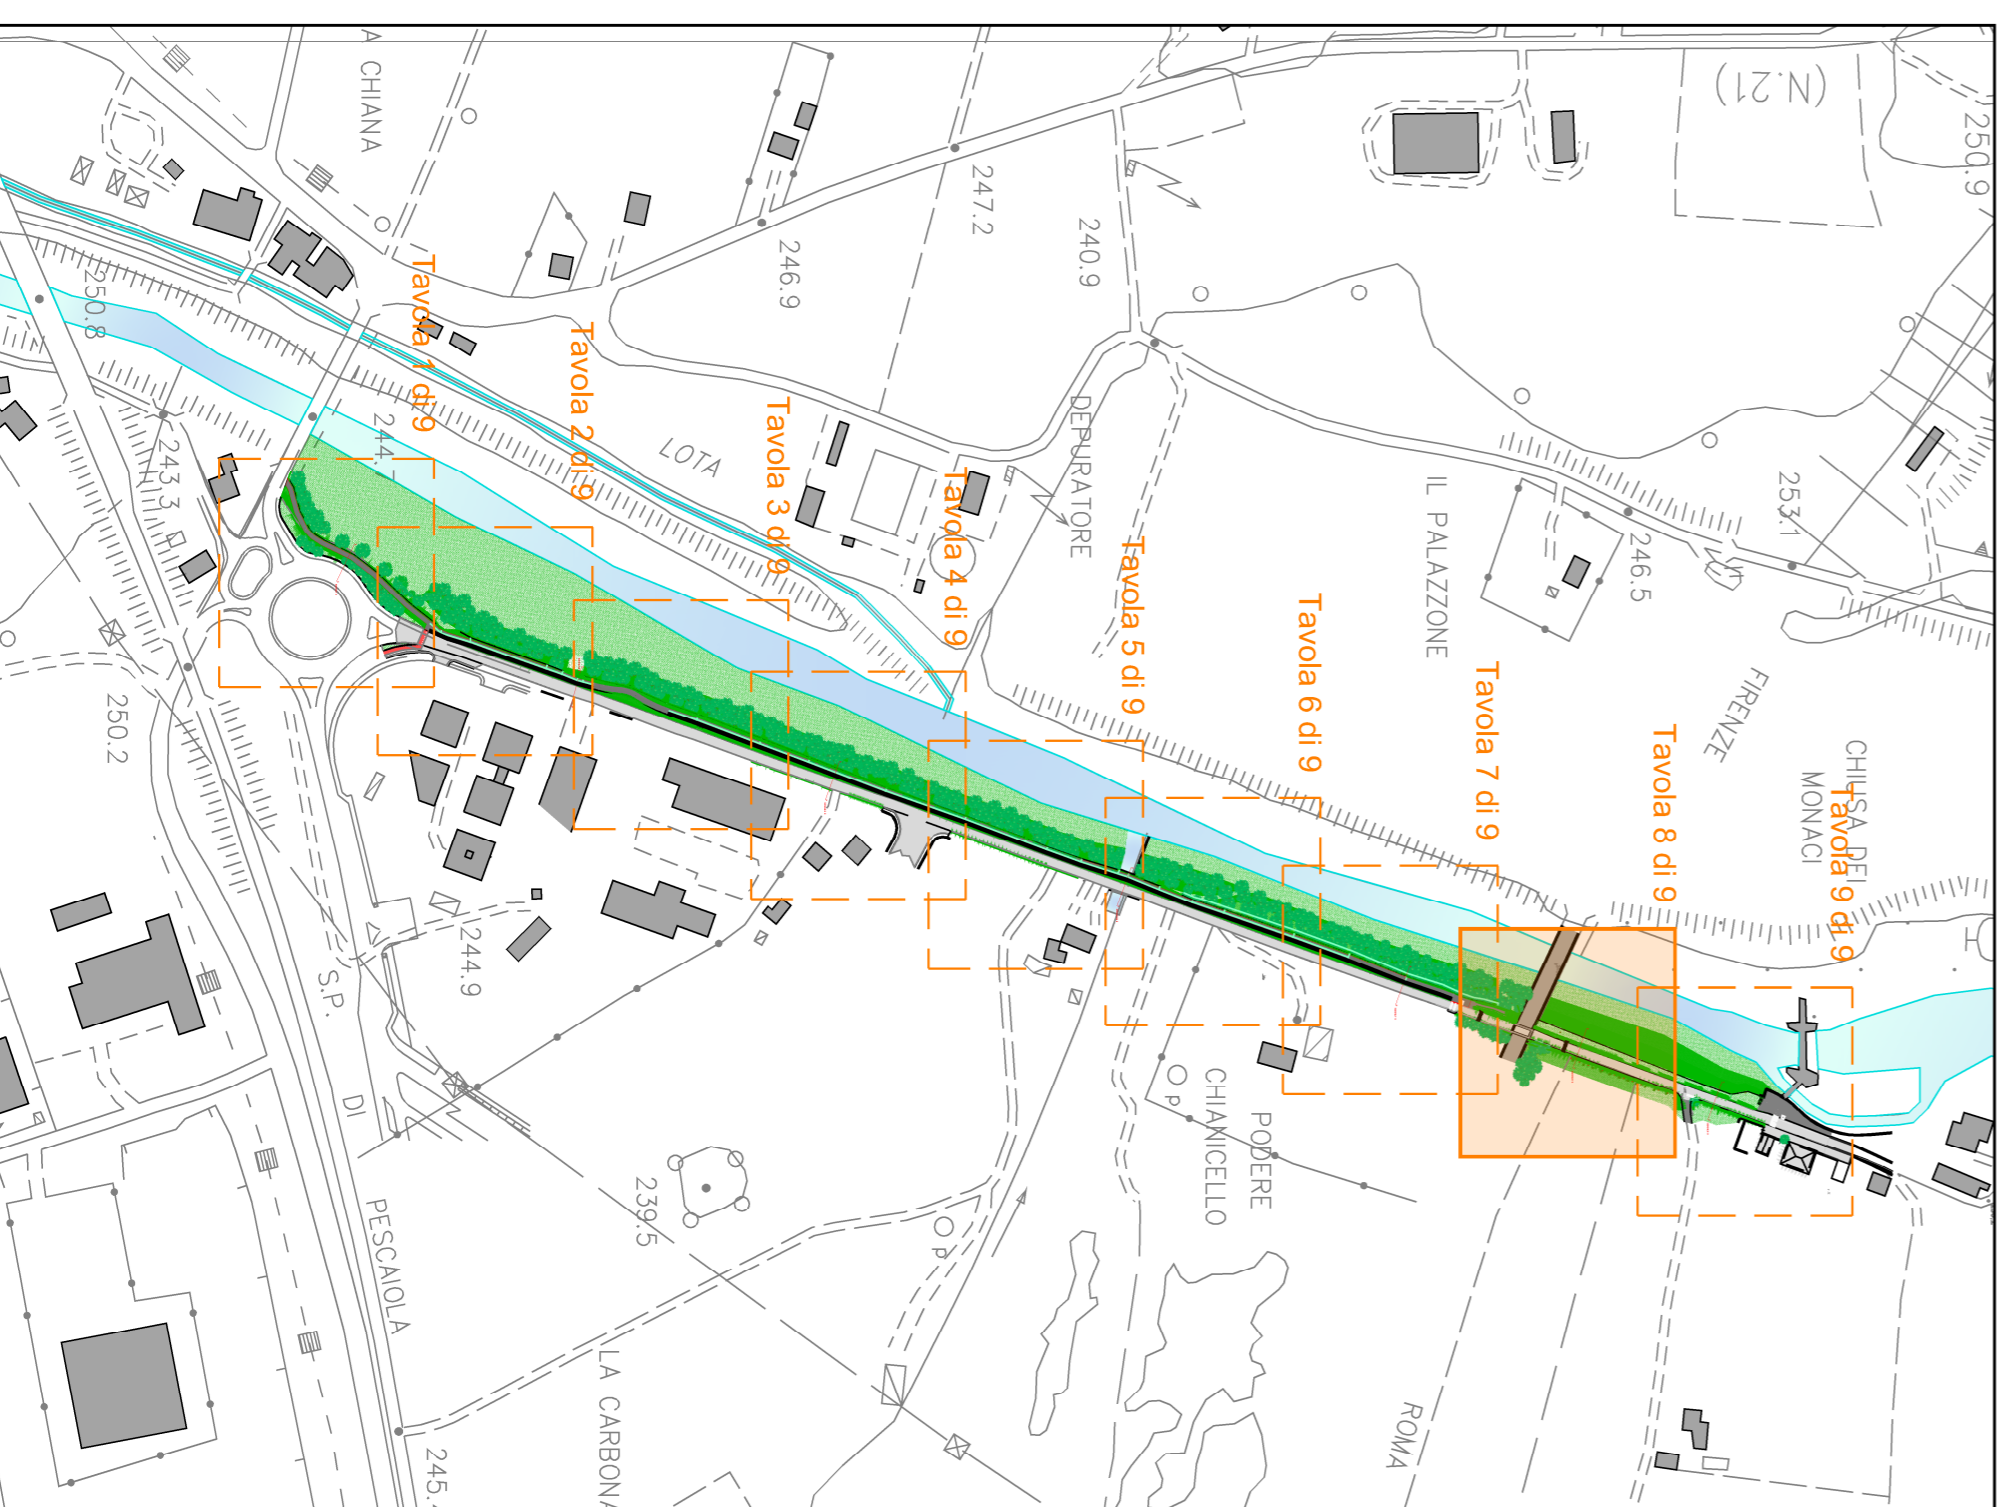 A CHIANA
(N.21)
250.9
247.2
240.9
246.9
250.8
Tavola 1 di 9
Tavola 2 di 9
Tavola 3 di 9
Tavola 4 di 9
Tavola 5 di 9
Tavola 6 di 9
Tavola 7 di 9
Tavola 8 di 9
Tavola 9 di 9
244.
243.3
LOTA
DEPURATORE
IL PALAZZONE
253.1
246.5
FIRENZE
CHIUSA DEI
MONACI
250.2
244.9
S.P. DI PESCAIOLA
PODERE
CHIANICELLO
p
p
239.5
ROMA
LA CARBONA
245.